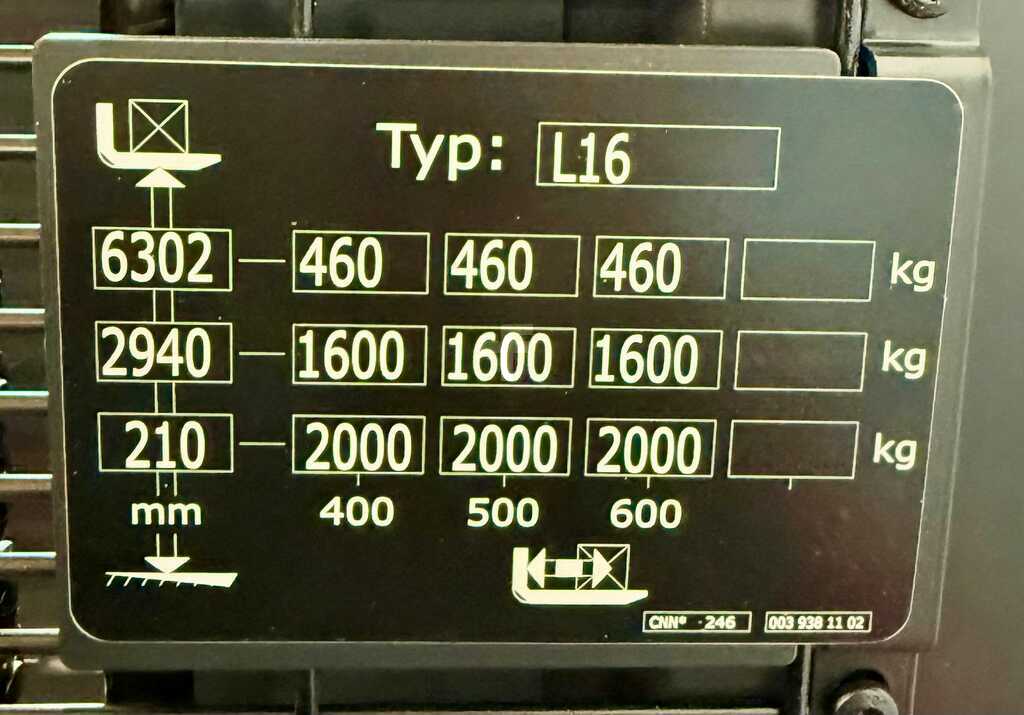 Typ: L16
6302 460 460 460 kg
2940 1600 1600 1600 kg
210 2000 2000 2000 kg
mm 400 500 600
CNN° 246 003 938 11 02